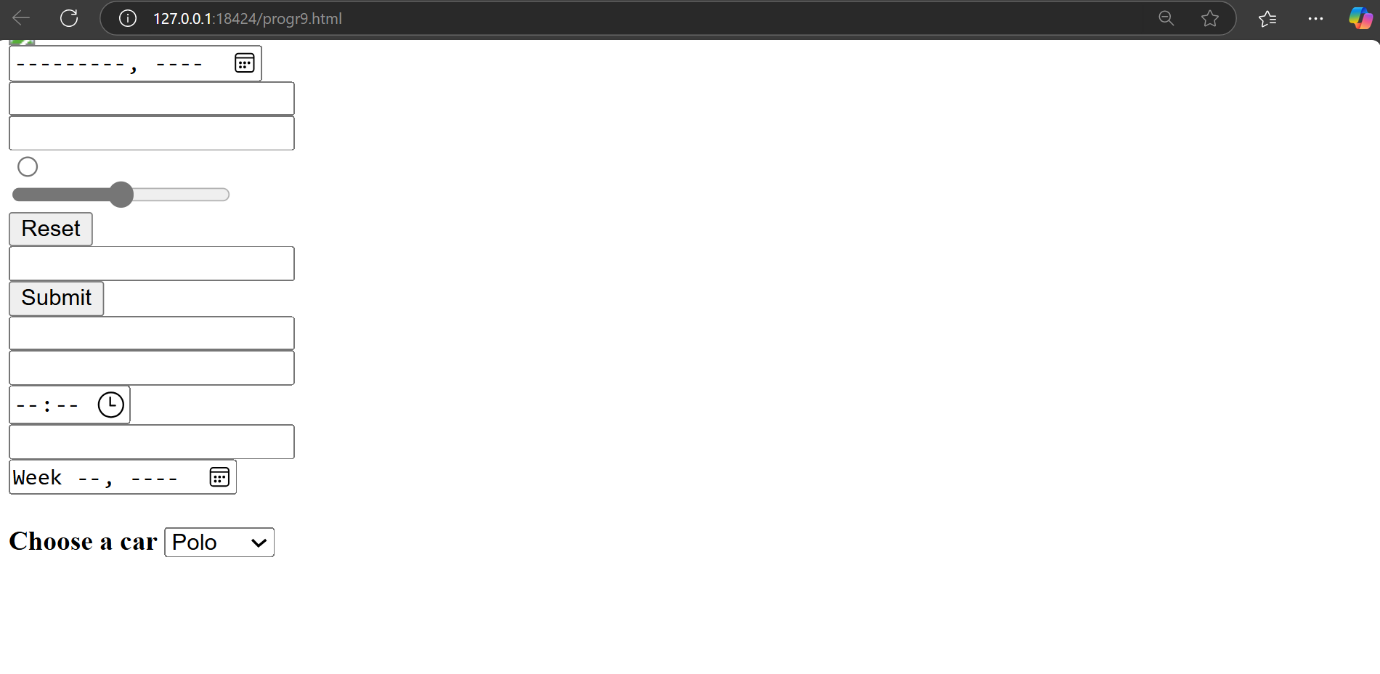 127.0.0.1:18424/progr9.html
---------, ----
Reset
Submit
--:--
Week --, ----
Choose a car Polo